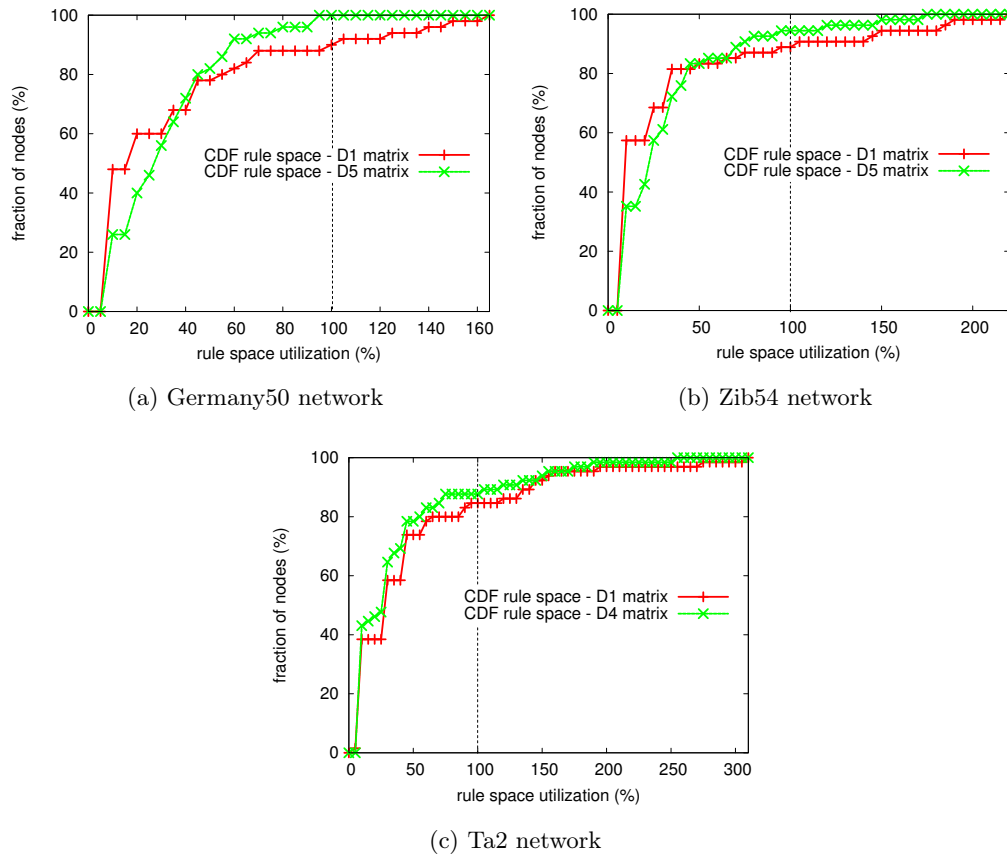 100
80
60
40
20
0
fraction of nodes (%)
CDF rule space - D1 matrix
CDF rule space - D5 matrix
0 20 40 60 80 100 120 140 160
rule space utilization (%)
(a) Germany50 network
100
80
60
40
20
0
fraction of nodes (%)
CDF rule space - D1 matrix
CDF rule space - D5 matrix
0 50 100 150 200
rule space utilization (%)
(b) Zib54 network
100
80
60
40
20
0
fraction of nodes (%)
CDF rule space - D1 matrix
CDF rule space - D4 matrix
0 50 100 150 200 250 300
rule space utilization (%)
(c) Ta2 network